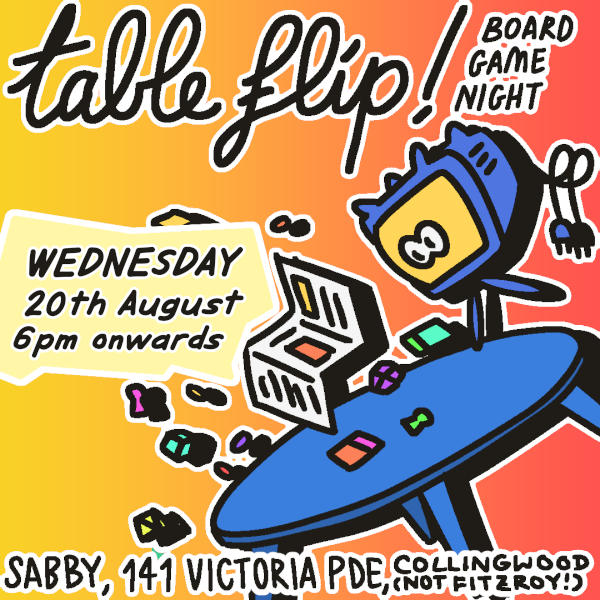 table flip!
BOARD
GAME
NIGHT
WEDNESDAY
20th August
6pm onwards
SABBY, 141 VICTORIA PDE, COLLINGWOOD
(NOT FITZROY!)